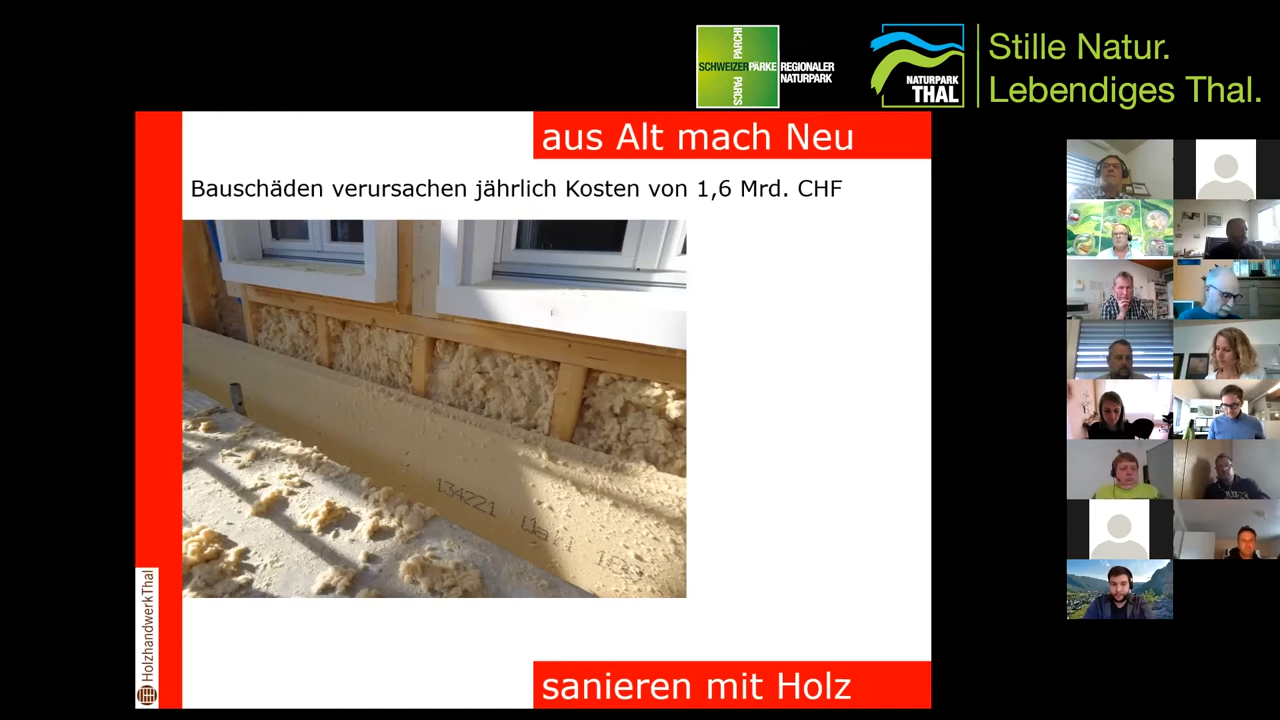 SCHWEIZER PÄRKE
PARCHI
PARCS
REGIONALER
NATURPARK
NATURPARK
THAL
Stille Natur.
Lebendiges Thal.
aus Alt mach Neu
Bauschäden verursachen jährlich Kosten von 1,6 Mrd. CHF
134221
HolzhandwerkThal
sanieren mit Holz